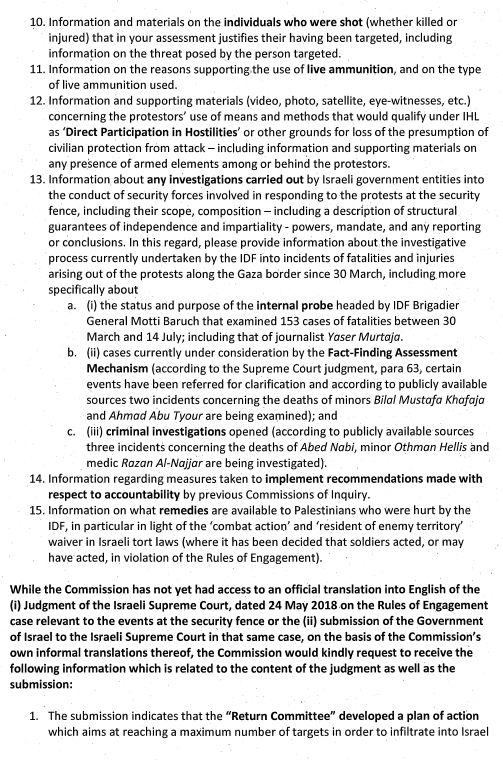 10. Information and materials on the individuals who were shot (whether killed or
injured) that in your assessment justifies their having been targeted, including
information on the threat posed by the person targeted.
11. Information on the reasons supporting the use of live ammunition, and on the type
of live ammunition used.
12. Information and supporting materials (video, photo, satellite, eye-witnesses, etc.)
concerning the protestors' use of means and methods that would qualify under IHL
as 'Direct Participation in Hostilities' or other grounds for loss of the presumption of
civilian protection from attack – including information and supporting materials on
any presence of armed elements among or behind the protestors.
13. Information about any investigations carried out by Israeli government entities into
the conduct of security forces involved in responding to the protests at the security
fence, including their scope, composition – including a description of structural
guarantees of independence and impartiality - powers, mandate, and any reporting
or conclusions. In this regard, please provide information about the investigative
process currently undertaken by the IDF into incidents of fatalities and injuries
arising out of the protests along the Gaza border since 30 March, including more
specifically about
a. (i) the status and purpose of the internal probe headed by IDF Brigadier
General Motti Baruch that examined 153 cases of fatalities between 30
March and 14 July; including that of journalist Yaser Murtaja.
b. (ii) cases currently under consideration by the Fact-Finding Assessment
Mechanism (according to the Supreme Court judgment, para 63, certain
events have been referred for clarification and according to publicly available
sources two incidents concerning the deaths of minors Bilal Mustafa Khafaja
and Ahmad Abu Tyour are being examined); and
c. (iii) criminal investigations opened (according to publicly available sources
three incidents concerning the deaths of Abed Nabi, minor Othman Hellis and
medic Razan Al-Najjar are being investigated).
14. Information regarding measures taken to implement recommendations made with
respect to accountability by previous Commissions of Inquiry.
15. Information on what remedies are available to Palestinians who were hurt by the
IDF, in particular in light of the 'combat action' and 'resident of enemy territory'
waiver in Israeli tort laws (where it has been decided that soldiers acted, or may
have acted, in violation of the Rules of Engagement).
While the Commission has not yet had access to an official translation into English of the
(i) Judgment of the Israeli Supreme Court, dated 24 May 2018 on the Rules of Engagement
case relevant to the events at the security fence or the (ii) submission of the Government
of Israel to the Israeli Supreme Court in that same case, on the basis of the Commission's
own informal translations thereof, the Commission would kindly request to receive the
following information which is related to the content of the judgment as well as the
submission:
1. The submission indicates that the "Return Committee" developed a plan of action
which aims at reaching a maximum number of targets in order to infiltrate into Israel